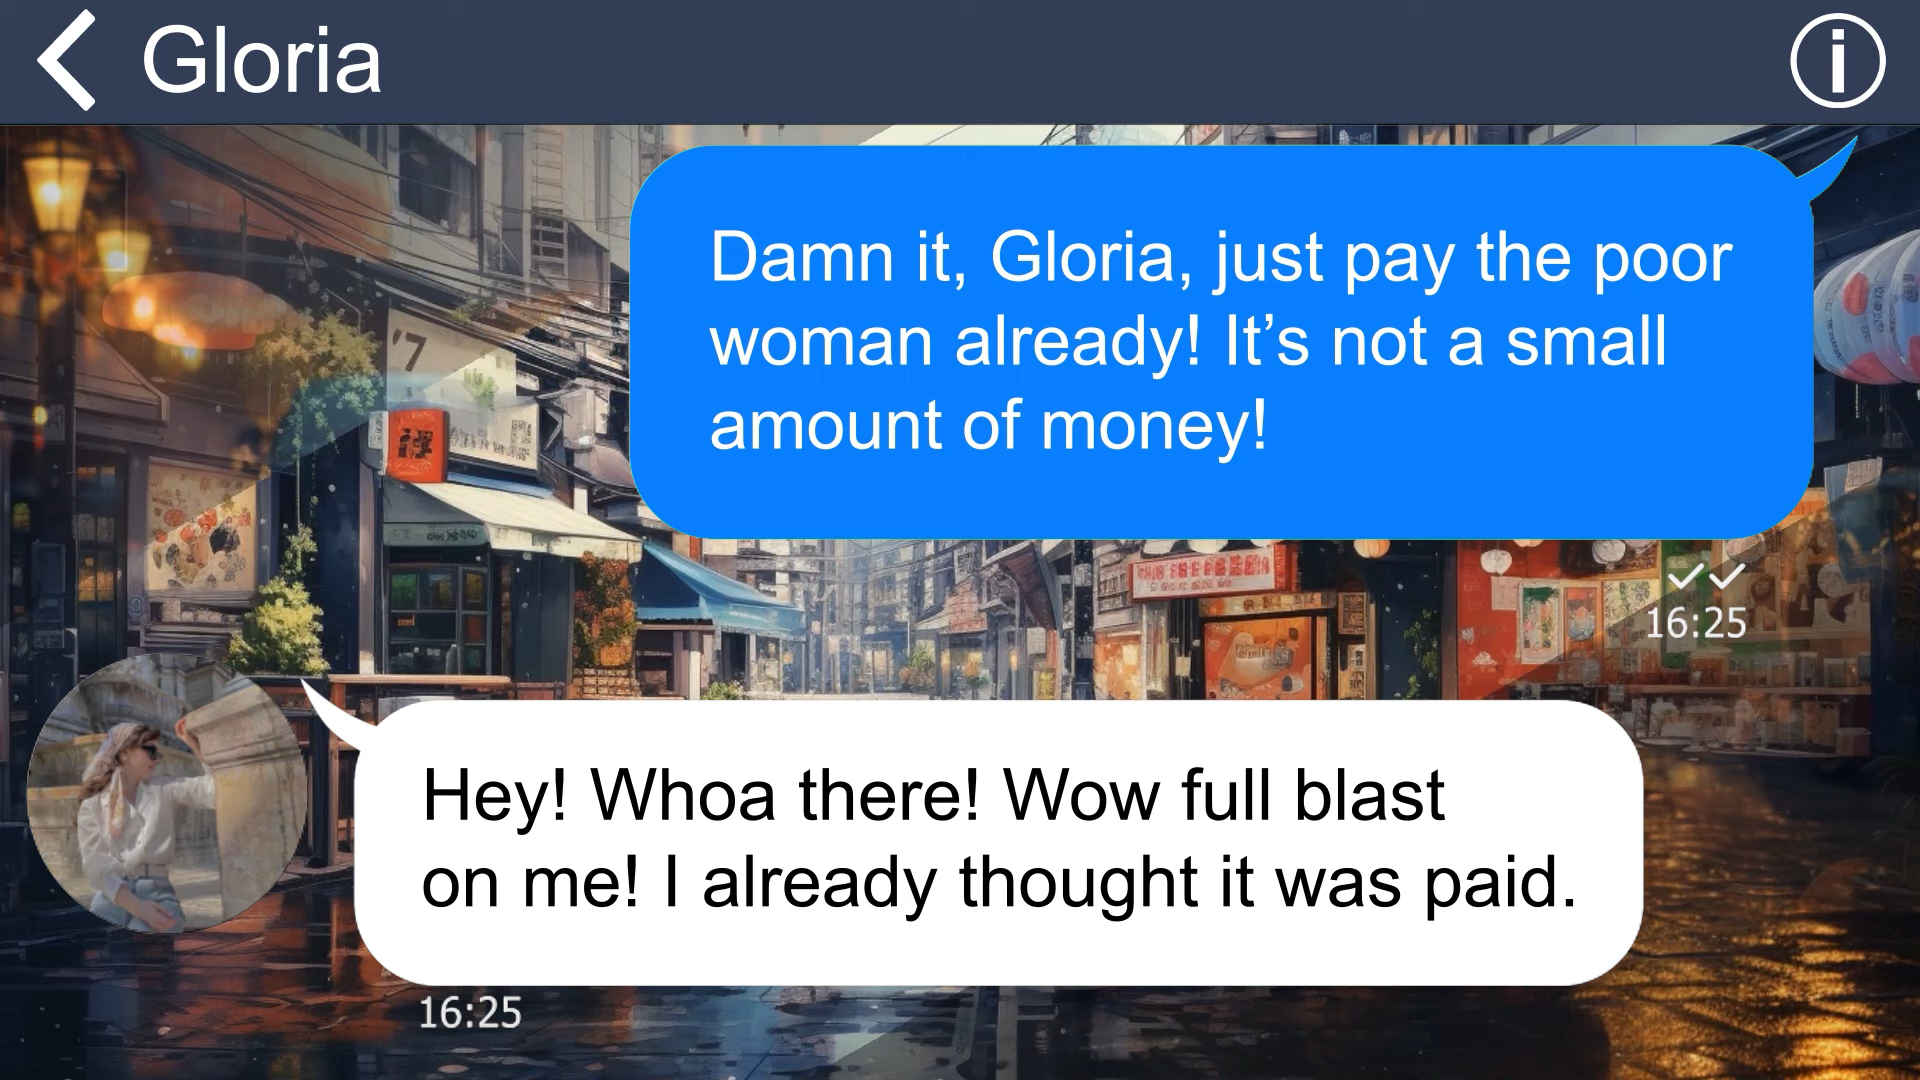 Gloria
Damn it, Gloria, just pay the poor
woman already! It’s not a small
amount of money!
16:25
Hey! Whoa there! Wow full blast
on me! I already thought it was paid.
16:25
'7